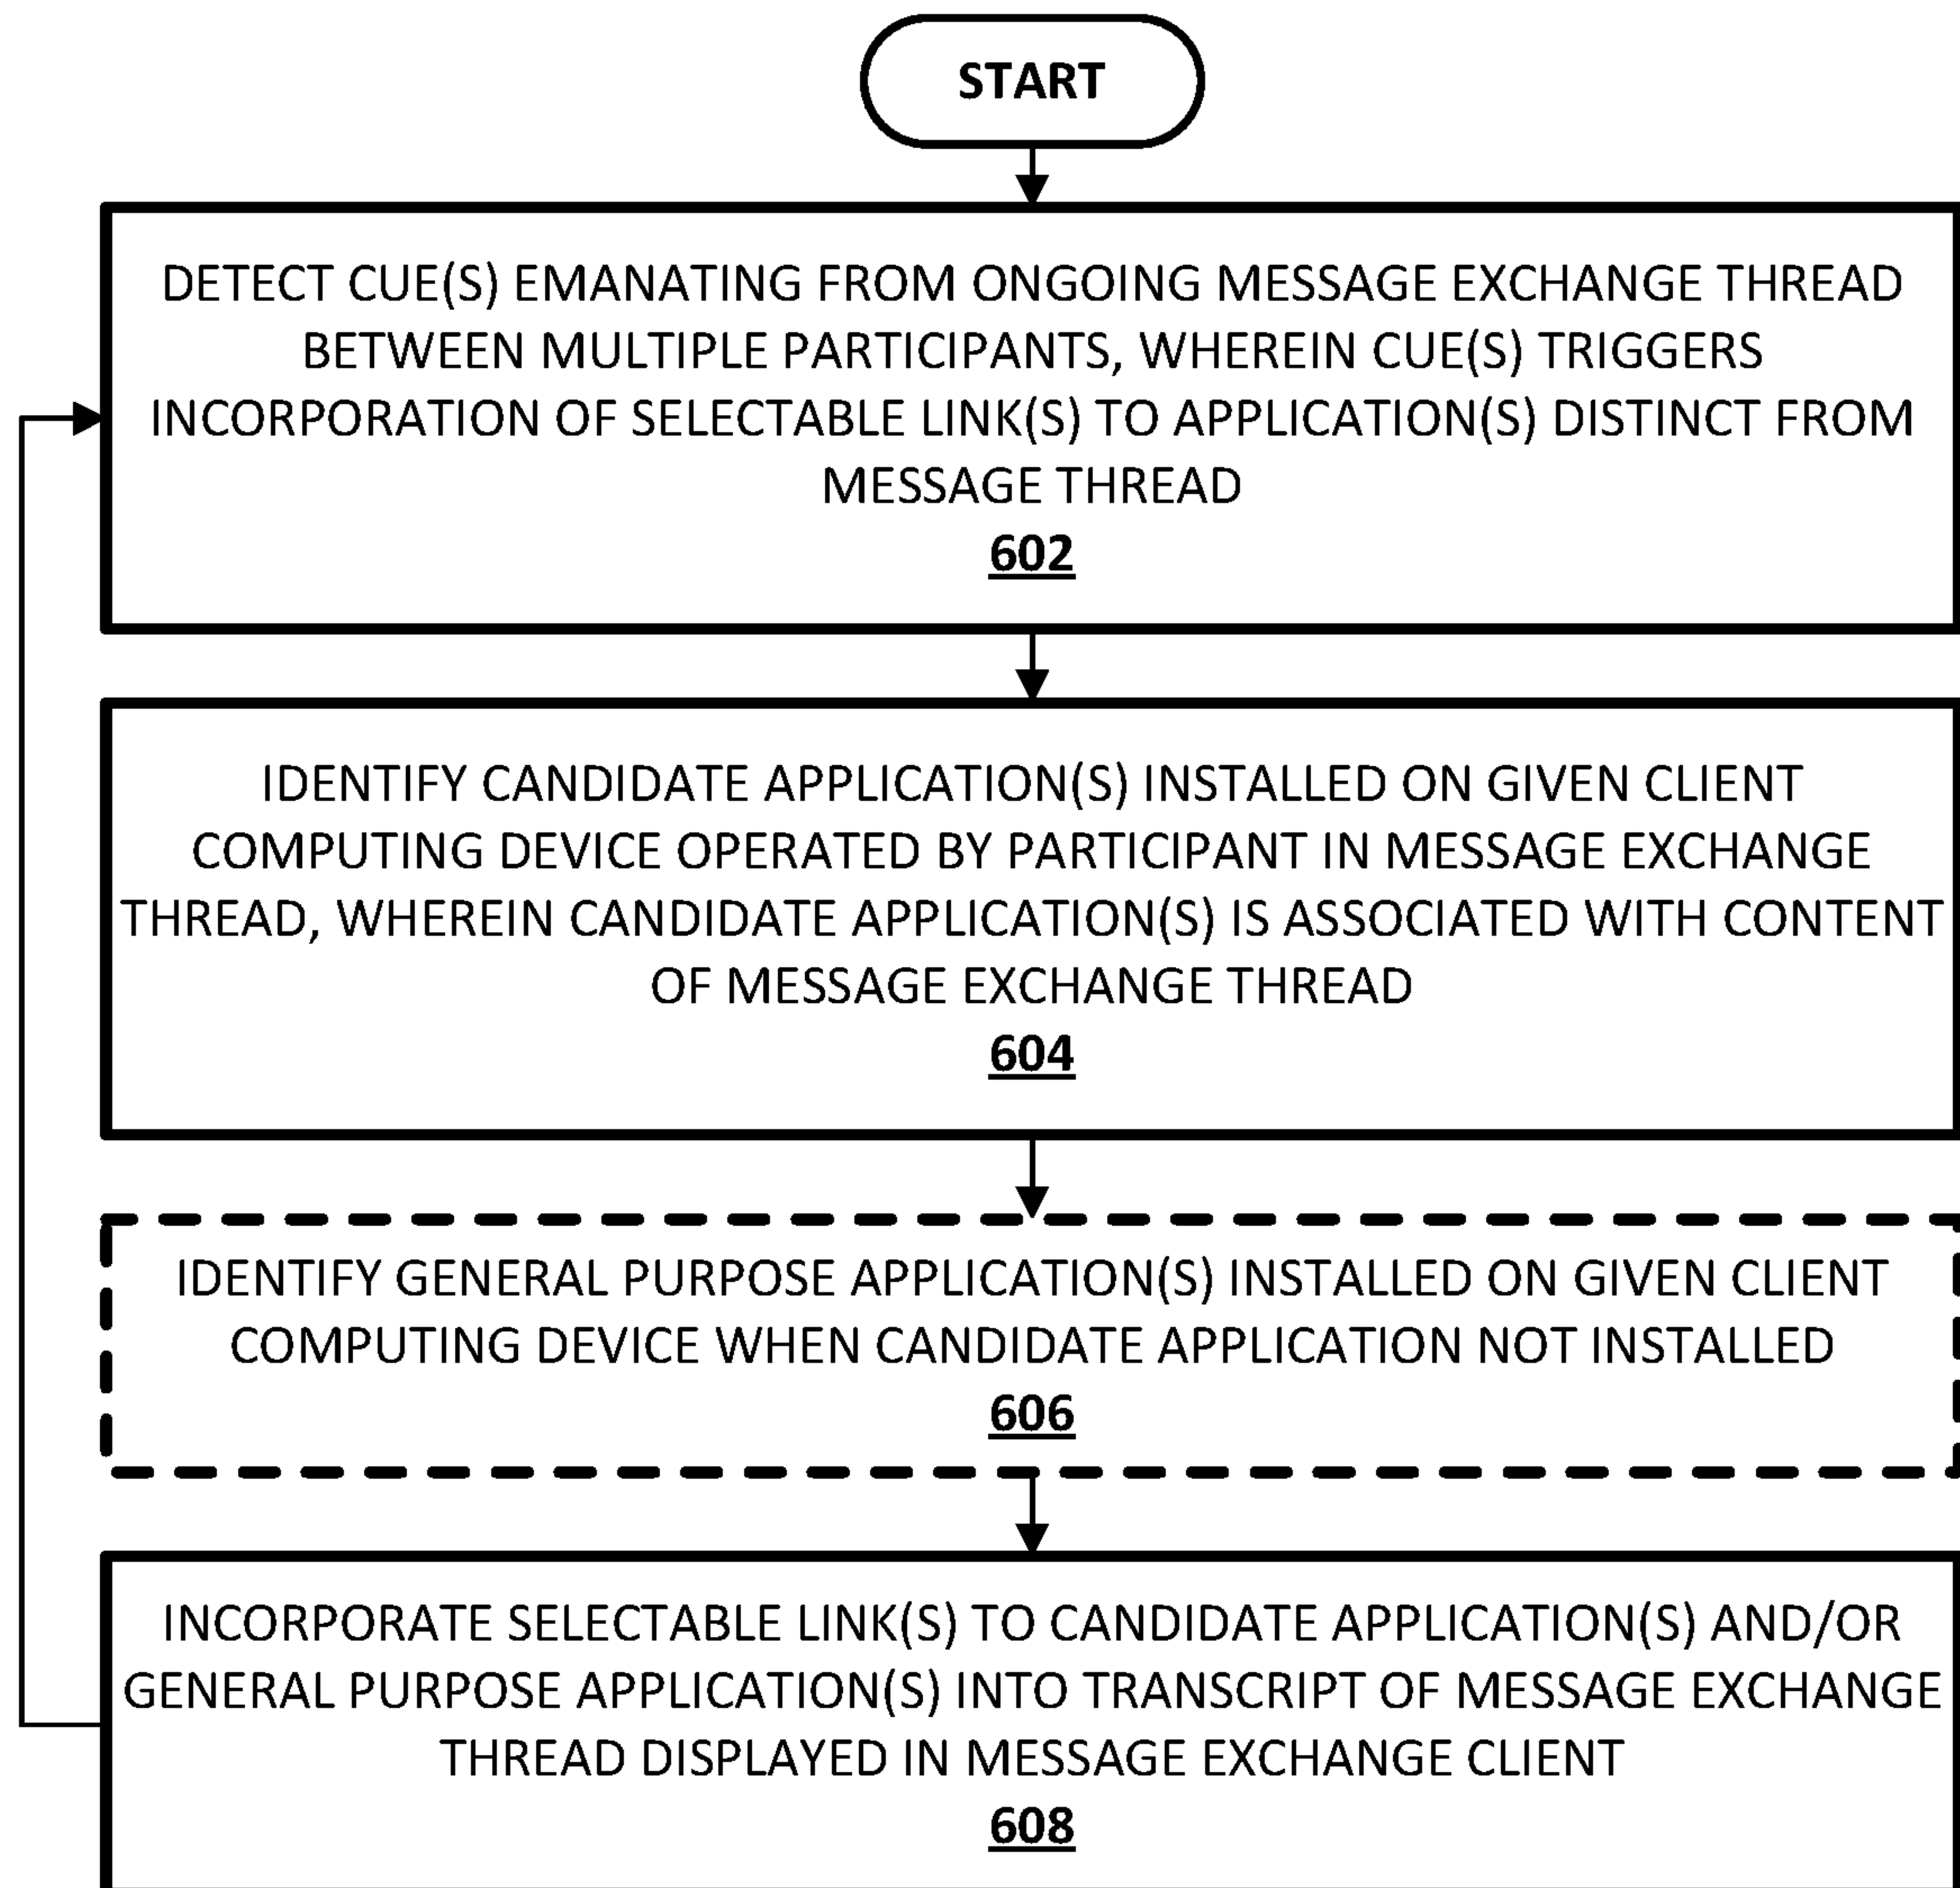 START
DETECT CUE(S) EMANATING FROM ONGOING MESSAGE EXCHANGE THREAD
BETWEEN MULTIPLE PARTICIPANTS, WHEREIN CUE(S) TRIGGERS
INCORPORATION OF SELECTABLE LINK(S) TO APPLICATION(S) DISTINCT FROM
MESSAGE THREAD
602
IDENTIFY CANDIDATE APPLICATION(S) INSTALLED ON GIVEN CLIENT
COMPUTING DEVICE OPERATED BY PARTICIPANT IN MESSAGE EXCHANGE
THREAD, WHEREIN CANDIDATE APPLICATION(S) IS ASSOCIATED WITH CONTENT
OF MESSAGE EXCHANGE THREAD
604
IDENTIFY GENERAL PURPOSE APPLICATION(S) INSTALLED ON GIVEN CLIENT
COMPUTING DEVICE WHEN CANDIDATE APPLICATION NOT INSTALLED
606
INCORPORATE SELECTABLE LINK(S) TO CANDIDATE APPLICATION(S) AND/OR
GENERAL PURPOSE APPLICATION(S) INTO TRANSCRIPT OF MESSAGE EXCHANGE
THREAD DISPLAYED IN MESSAGE EXCHANGE CLIENT
608